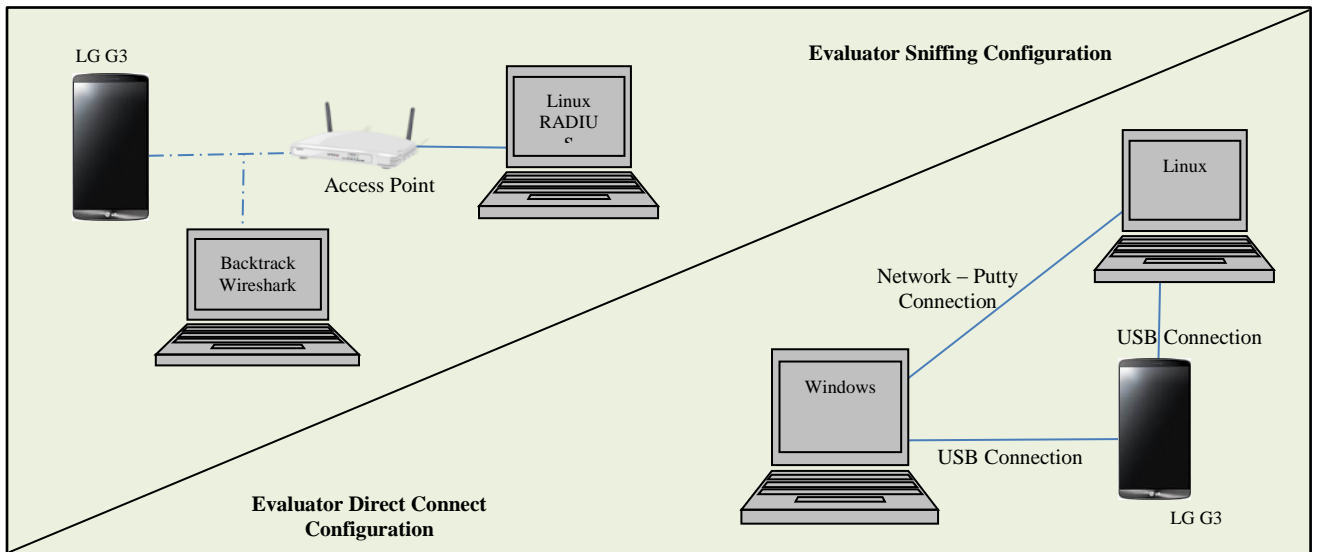 LG G3
Evaluator Sniffing Configuration
Linux
RADIU
S
Access Point
Linux
Backtrack
Wireshark
Network – Putty
Connection
USB Connection
Windows
USB Connection
Evaluator Direct Connect
Configuration
LG G3